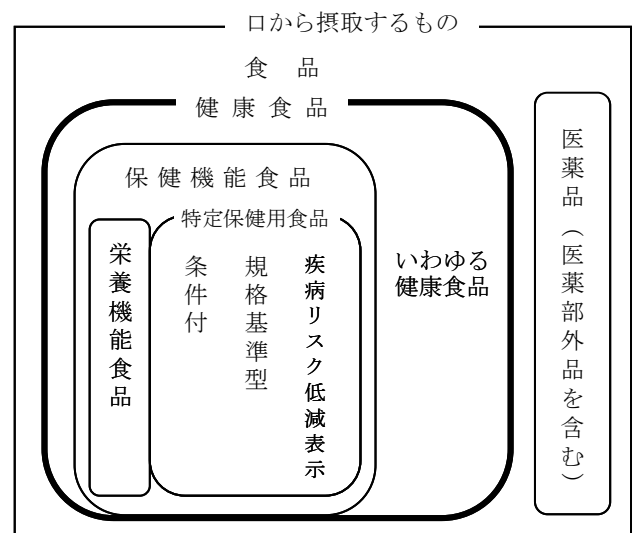 口から摂取するもの
食品
健康食品
保健機能食品
特定保健用食品
栄養機能食品
条件付
規格基準型
疾病リスク低減表示
いわゆる
健康食品
医薬品（医薬部外品を含む）